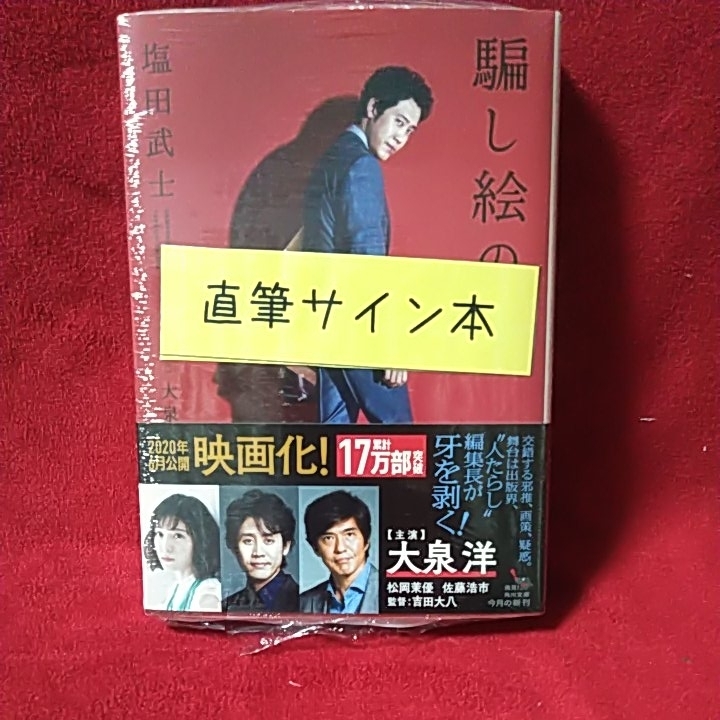 騙し絵の
塩田武士
直筆サイン本
大泉
2020年
6月公開
映画化!
累計
17万部突破
交錯する邪推、画策、疑惑。
舞台は出版界、
"人たらし"
編集長が
牙を剥く!
【主演】
大泉洋
松岡茉優 佐藤浩市
監督:吉田大八
角川文庫
今月の新刊